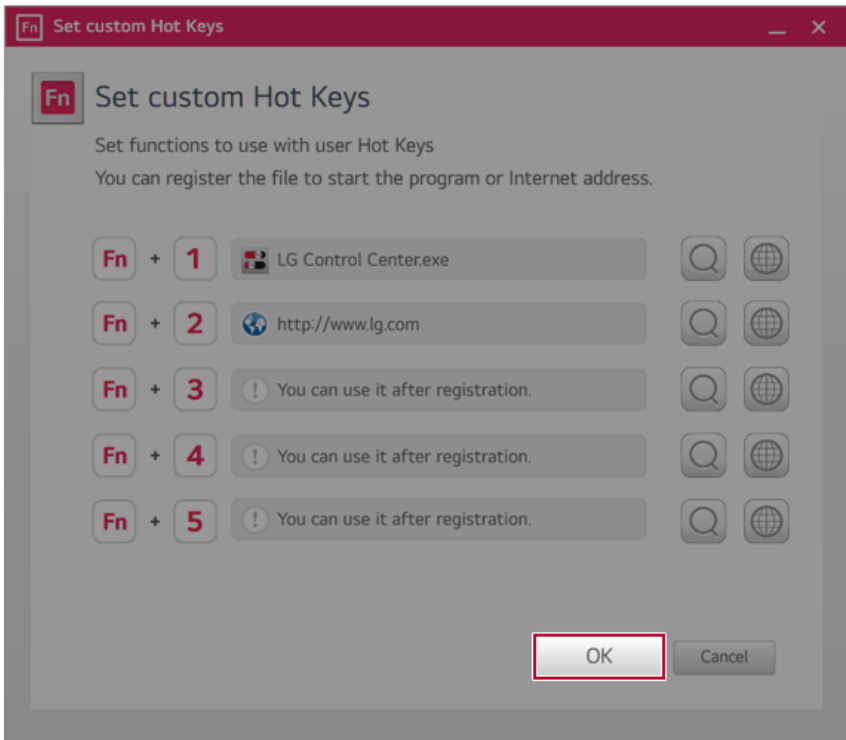 Fn Set custom Hot Keys
Fn Set custom Hot Keys
Set functions to use with user Hot Keys
You can register the file to start the program or Internet address.
Fn + 1 LG Control Center.exe
Fn + 2 http://www.lg.com
Fn + 3 ! You can use it after registration.
Fn + 4 ! You can use it after registration.
Fn + 5 ! You can use it after registration.
OK Cancel